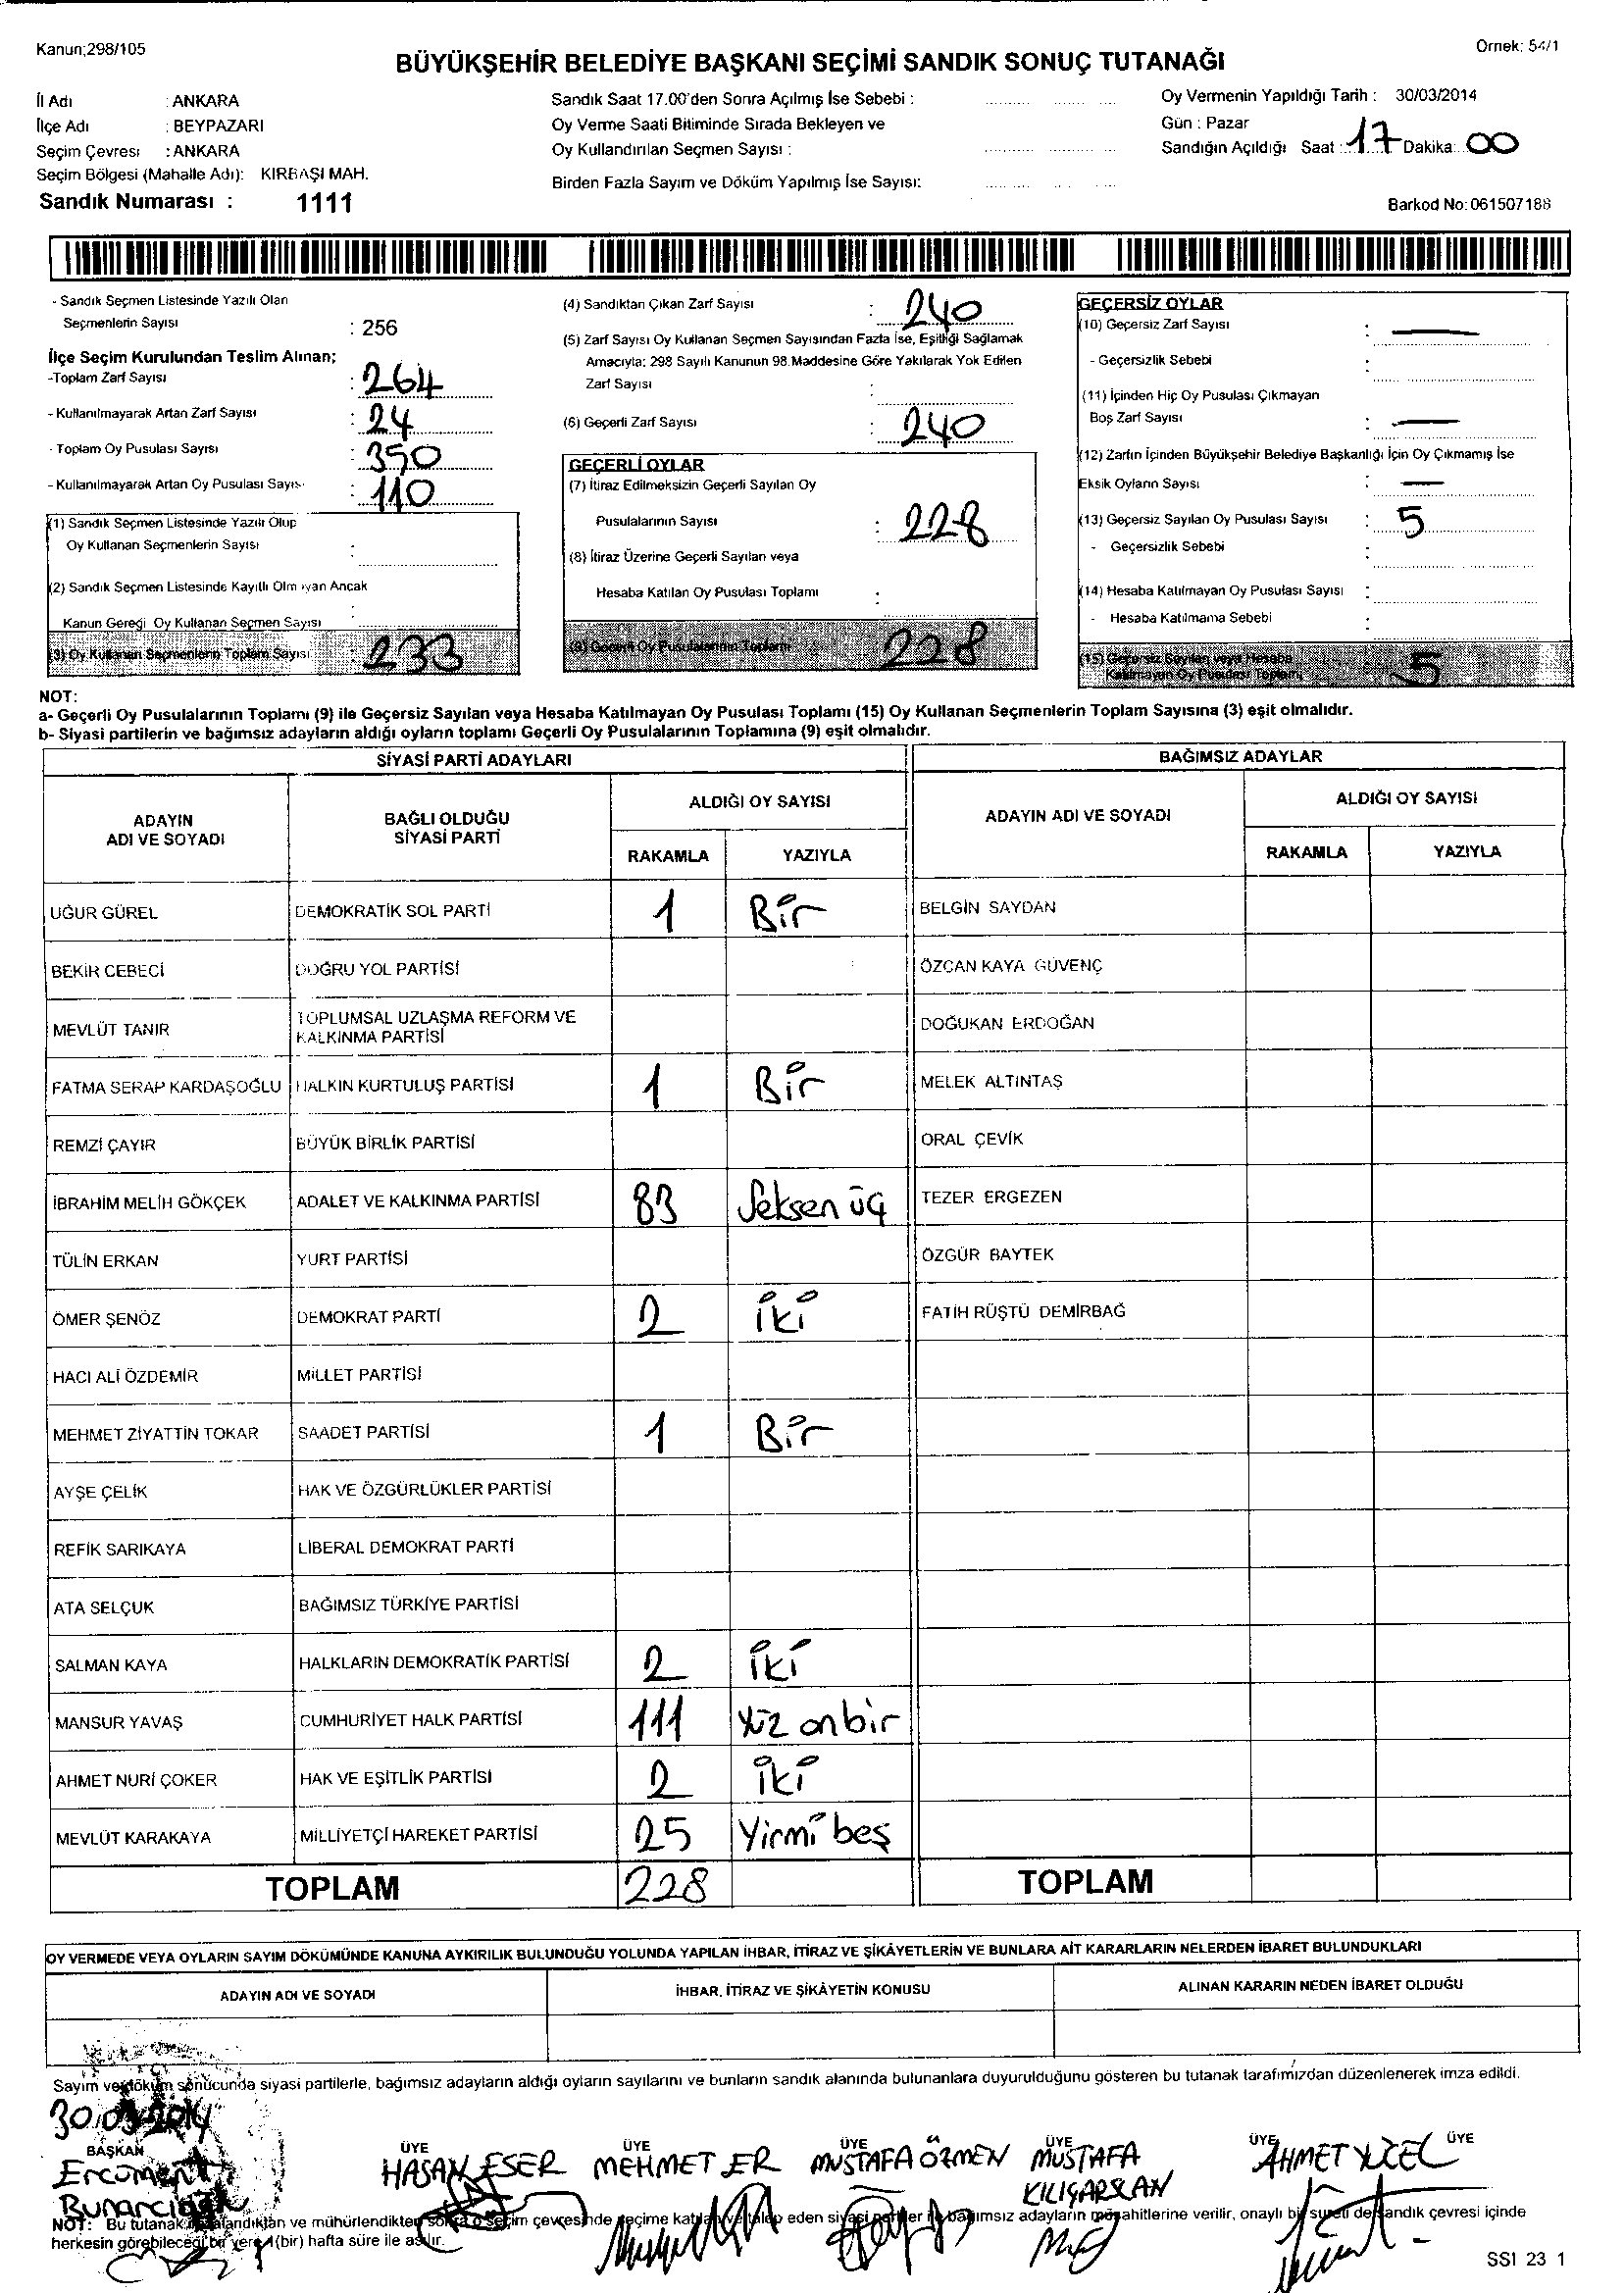 Kanun;298/105
Örnek: 54/1
BÜYÜKŞEHİR BELEDİYE BAŞKANI SEÇİMİ SANDIK SONUÇ TUTANAĞI
İl Adı : ANKARA
İlçe Adı : BEYPAZARI
Seçim Çevresi : ANKARA
Seçim Bölgesi (Mahalle Adı): KIRBAŞI MAH.
Sandık Numarası : 1111
Sandık Saat 17.00'den Sonra Açılmış İse Sebebi :
Oy Verme Saati Bitiminde Sırada Bekleyen ve
Oy Kullandırılan Seçmen Sayısı :
Birden Fazla Sayım ve Döküm Yapılmış İse Sayısı:
Oy Vermenin Yapıldığı Tarih : 30/03/2014
Gün : Pazar
Sandığın Açıldığı Saat : 17 Dakika: 00
Barkod No: 061507188
- Sandık Seçmen Listesinde Yazılı Olan
Seçmenlerin Sayısı : 256
İlçe Seçim Kurulundan Teslim Alınan;
-Toplam Zarf Sayısı : 264
- Kullanılmayarak Artan Zarf Sayısı : 24
- Toplam Oy Pusulası Sayısı : 350
- Kullanılmayarak Artan Oy Pusulası Sayıs. : 110
(1) Sandık Seçmen Listesinde Yazılı Olup
Oy Kullanan Seçmenlerin Sayısı :
(2) Sandık Seçmen Listesinde Kayıtlı Olmayan Ancak
Kanun Gereği Oy Kullanan Seçmen Sayısı :
(3) Oy Kullanan Seçmenlerin Toplam Sayısı : 233
(4) Sandıktan Çıkan Zarf Sayısı : 240
(5) Zarf Sayısı Oy Kullanan Seçmen Sayısından Fazla İse, Eşitliği Sağlamak
Amacıyla; 298 Sayılı Kanunun 98.Maddesine Göre Yakılarak Yok Edilen
Zarf Sayısı :
(6) Geçerli Zarf Sayısı : 240
GEÇERLİ OYLAR
(7) İtiraz Edilmeksizin Geçerli Sayılan Oy
Pusulalarının Sayısı : 228
(8) İtiraz Üzerine Geçerli Sayılan veya
Hesaba Katılan Oy Pusulası Toplamı :
(9) Geçerli Oy Pusulalarının Toplamı 228
GEÇERSİZ OYLAR
(10) Geçersiz Zarf Sayısı : —
- Geçersizlik Sebebi :
(11) İçinden Hiç Oy Pusulası Çıkmayan
Boş Zarf Sayısı : —
(12) Zarfın İçinden Büyükşehir Belediye Başkanlığı İçin Oy Çıkmamış İse
Eksik Oyların Sayısı : —
(13) Geçersiz Sayılan Oy Pusulası Sayısı : 5
- Geçersizlik Sebebi :
(14) Hesaba Katılmayan Oy Pusulası Sayısı :
- Hesaba Katılmama Sebebi :
(15) Geçersiz Sayılan veya Hesaba
Katılmayan Oy Pusulası Toplamı 5
NOT:
a- Geçerli Oy Pusulalarının Toplamı (9) ile Geçersiz Sayılan veya Hesaba Katılmayan Oy Pusulası Toplamı (15) Oy Kullanan Seçmenlerin Toplam Sayısına (3) eşit olmalıdır.
b- Siyasi partilerin ve bağımsız adayların aldığı oyların toplamı Geçerli Oy Pusulalarının Toplamına (9) eşit olmalıdır.
SİYASİ PARTİ ADAYLARI
BAĞIMSIZ ADAYLAR
ADAYIN
ADI VE SOYADI
BAĞLI OLDUĞU
SİYASİ PARTİ
ALDIĞI OY SAYISI
RAKAMLA YAZIYLA
ADAYIN ADI VE SOYADI
ALDIĞI OY SAYISI
RAKAMLA YAZIYLA
UĞUR GÜREL DEMOKRATİK SOL PARTİ 1 Bir BELGİN SAYDAN
BEKİR CEBECİ DOĞRU YOL PARTİSİ ÖZCAN KAYA GÜVENÇ
MEVLÜT TANIR TOPLUMSAL UZLAŞMA REFORM VE
KALKINMA PARTİSİ DOĞUKAN ERDOĞAN
FATMA SERAP KARDAŞOĞLU HALKIN KURTULUŞ PARTİSİ 1 Bir MELEK ALTINTAŞ
REMZİ ÇAYIR BÜYÜK BİRLİK PARTİSİ ORAL ÇEVİK
İBRAHİM MELİH GÖKÇEK ADALET VE KALKINMA PARTİSİ 83 Seksen üç TEZER ERGEZEN
TÜLİN ERKAN YURT PARTİSİ ÖZGÜR BAYTEK
ÖMER ŞENÖZ DEMOKRAT PARTİ 2 iki FATİH RÜŞTÜ DEMİRBAĞ
HACI ALİ ÖZDEMİR MİLLET PARTİSİ
MEHMET ZİYATTİN TOKAR SAADET PARTİSİ 1 Bir
AYŞE ÇELİK HAK VE ÖZGÜRLÜKLER PARTİSİ
REFİK SARIKAYA LİBERAL DEMOKRAT PARTİ
ATA SELÇUK BAĞIMSIZ TÜRKİYE PARTİSİ
SALMAN KAYA HALKLARIN DEMOKRATİK PARTİSİ 2 iki
MANSUR YAVAŞ CUMHURİYET HALK PARTİSİ 111 Yüz onbir
AHMET NURİ ÇOKER HAK VE EŞİTLİK PARTİSİ 2 iki
MEVLÜT KARAKAYA MİLLİYETÇİ HAREKET PARTİSİ 25 Yirmi beş
TOPLAM 228 TOPLAM
OY VERMEDE VEYA OYLARIN SAYIM DÖKÜMÜNDE KANUNA AYKIRILIK BULUNDUĞU YOLUNDA YAPILAN İHBAR, İTİRAZ VE ŞİKÂYETLERİN VE BUNLARA AİT KARARLARIN NELERDEN İBARET BULUNDUKLARI
ADAYIN ADI VE SOYADI İHBAR, İTİRAZ VE ŞİKÂYETİN KONUSU ALINAN KARARIN NEDEN İBARET OLDUĞU
Sayım ve döküm sonucunda siyasi partilerle, bağımsız adayların aldığı oyların sayılarını ve bunların sandık alanında bulunanlara duyurulduğunu gösteren bu tutanak tarafımızdan düzenlenerek imza edildi.
30.03.2014
BAŞKAN ÜYE ÜYE ÜYE ÜYE ÜYE ÜYE
Ercüment HASAN ESER MEHMET ER MUSTAFA ÖZMEN MUSTAFA AHMET YÜCEL
KILIÇARSLAN
NOT: Bu tutanak imzalandıktan ve mühürlendikten sonra o seçim çevresinde seçime katılan ve talep eden siyasi partiler ile bağımsız adayların müşahitlerine verilir, onaylı bir sureti de sandık çevresi içinde
herkesin görebileceği bir yere 1(bir) hafta süre ile asılır.
SSI 23 1